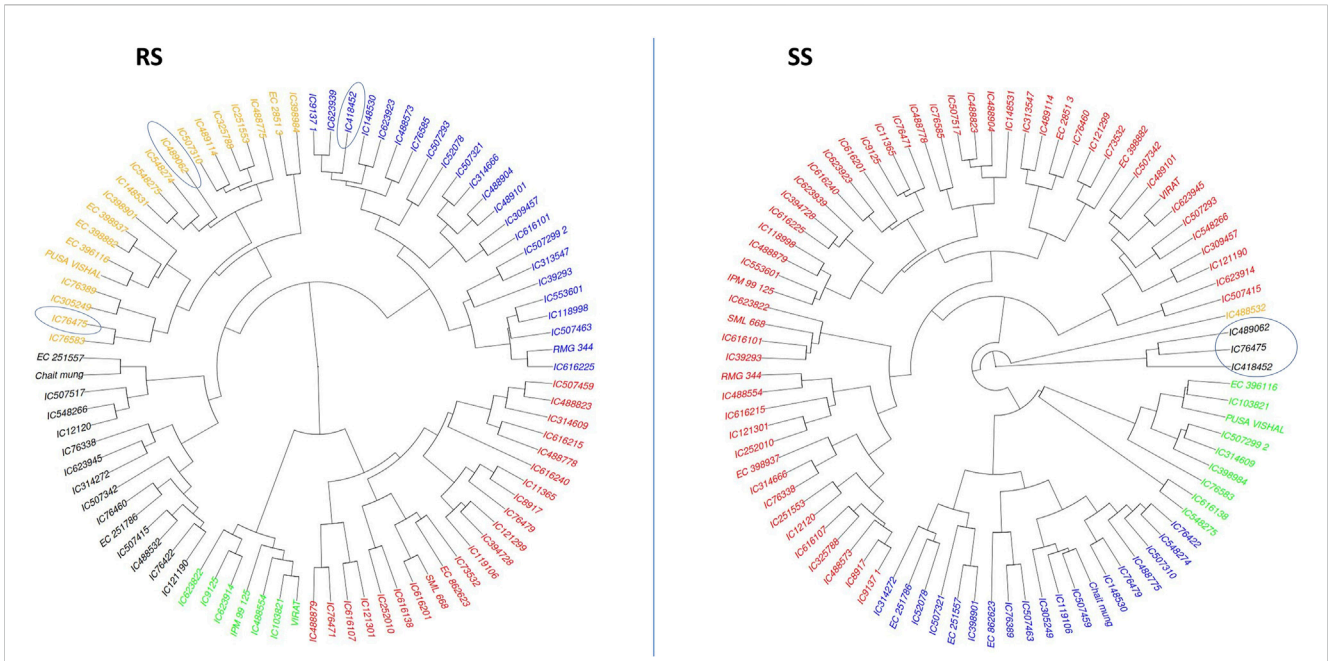 RS
SS
IC9137 1
IC623939
IC418452
IC148530
IC623923
IC488573
IC76585
IC507293
IC52078
IC507321
IC314666
IC488904
IC489101
IC309457
IC616101
IC507299 2
IC313547
IC39293
IC553601
IC118998
IC507463
RMG 344
IC616225
IC507459
IC488823
IC314609
IC616215
IC488778
IC616240
IC11365
IC8917
IC76479
IC121299
IC394728
IC119106
IC73532
EC 862623
IC616201
SML 668
IC616138
IC252010
IC121301
IC616107
IC76471
IC488879
VIRAT
IC103821
IC488554
IPM 99 125
IC623914
IC9125
IC623822
IC121190
IC76422
IC488532
IC507415
EC 251786
IC76460
IC507342
IC314272
IC623945
IC76338
IC12120
IC548266
IC507517
Chait mung
EC 251557
IC76583
IC76475
IC305249
IC76389
PUSA VISHAL
EC 396116
EC 398882
EC 398937
IC398901
IC148531
IC548275
IC548274
IC489062
IC507310
IC489114
IC325788
IC251553
IC488775
EC 2851 3
IC398984
IC148531
IC313547
IC489114
EC 2851 3
IC76460
IC121299
IC73532
EC 398882
IC507342
IC489101
VIRAT
IC623945
IC507293
IC548266
IC309457
IC121190
IC623914
IC507415
IC488532
IC489062
IC76475
IC418452
EC 396116
IC103821
PUSA VISHAL
IC507299 2
IC314609
IC398984
IC76583
IC616138
IC548275
IC76422
IC548274
IC507310
IC488775
IC76479
IC148530
Chait mung
IC507459
IC119106
IC305249
IC507463
IC76389
EC 862623
IC398901
EC 251557
IC507321
IC52078
EC 251786
IC314272
IC9137 1
IC8917
IC488573
IC325788
IC616107
IC12120
IC251553
IC76338
IC314666
EC 398937
IC252010
IC121301
IC616215
IC488554
RMG 344
IC39293
IC616101
SML 668
IC623822
IPM 99 125
IC553601
IC488879
IC118998
IC616225
IC394728
IC623939
IC616240
IC623923
IC616201
IC9125
IC11365
IC76471
IC488778
IC76585
IC507517
IC488823
IC488904